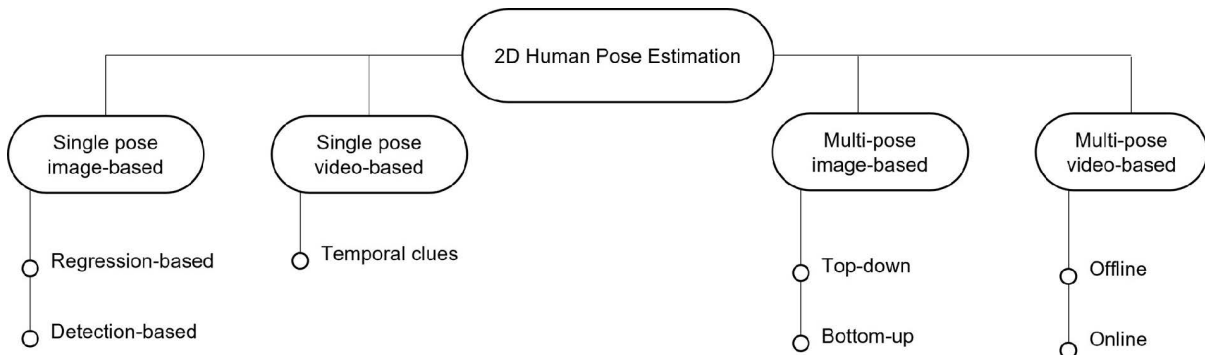 2D Human Pose Estimation
Single pose
image-based
Single pose
video-based
Multi-pose
image-based
Multi-pose
video-based
Regression-based
Detection-based
Temporal clues
Top-down
Bottom-up
Offline
Online